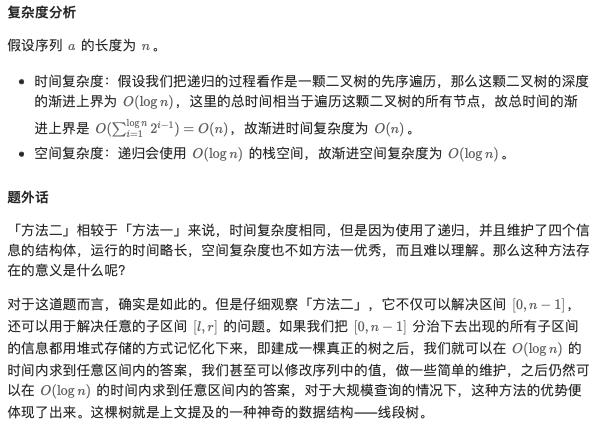 复杂度分析
假设序列 a 的长度为 n。
• 时间复杂度：假设我们把递归的过程看作是一颗二叉树的先序遍历，那么这颗二叉树的深度
的渐进上界为 O(log n)，这里的总时间相当于遍历这颗二叉树的所有节点，故总时间的渐
进上界是 O(∑_{i=1}^{log n} 2^{i−1}) = O(n)，故渐进时间复杂度为 O(n)。
• 空间复杂度：递归会使用 O(log n) 的栈空间，故渐进空间复杂度为 O(log n)。
题外话
「方法二」相较于「方法一」来说，时间复杂度相同，但是因为使用了递归，并且维护了四个信
息的结构体，运行的时间略长，空间复杂度也不如方法一优秀，而且难以理解。那么这种方法存
在的意义是什么呢？
对于这道题而言，确实是如此的。但是仔细观察「方法二」，它不仅可以解决区间 [0, n − 1]，
还可以用于解决任意的子区间 [l, r] 的问题。如果我们把 [0, n − 1] 分治下去出现的所有子区间
的信息都用堆式存储的方式记忆化下来，即建成一棵真正的树之后，我们就可以在 O(log n) 的
时间内求到任意区间内的答案，我们甚至可以修改序列中的值，做一些简单的维护，之后仍然可
以在 O(log n) 的时间内求到任意区间内的答案，对于大规模查询的情况下，这种方法的优势便
体现了出来。这棵树就是上文提及的一种神奇的数据结构——线段树。